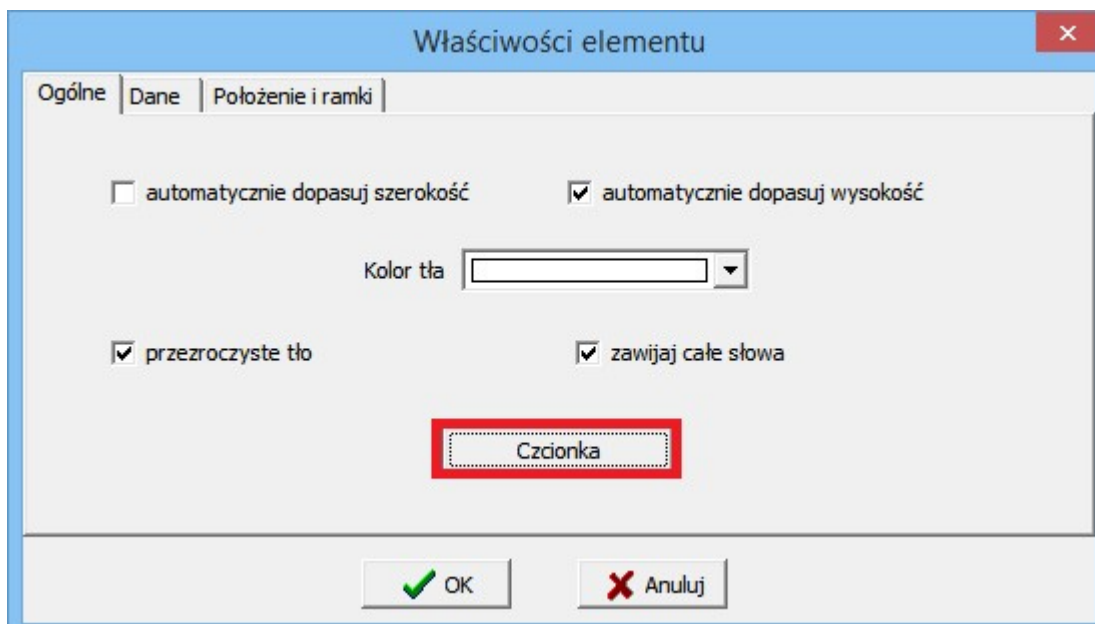 Właściwości elementu
Ogólne Dane Położenie i ramki
automatycznie dopasuj szerokość automatycznie dopasuj wysokość
Kolor tła
przezroczyste tło zawijaj całe słowa
Czcionka
OK Anuluj